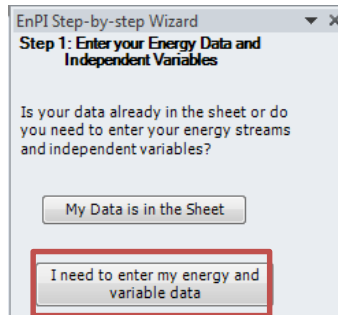 EnPI Step-by-step Wizard
Step 1: Enter your Energy Data and
Independent Variables
Is your data already in the sheet or do
you need to enter your energy streams
and independent variables?
My Data is in the Sheet
I need to enter my energy and
variable data